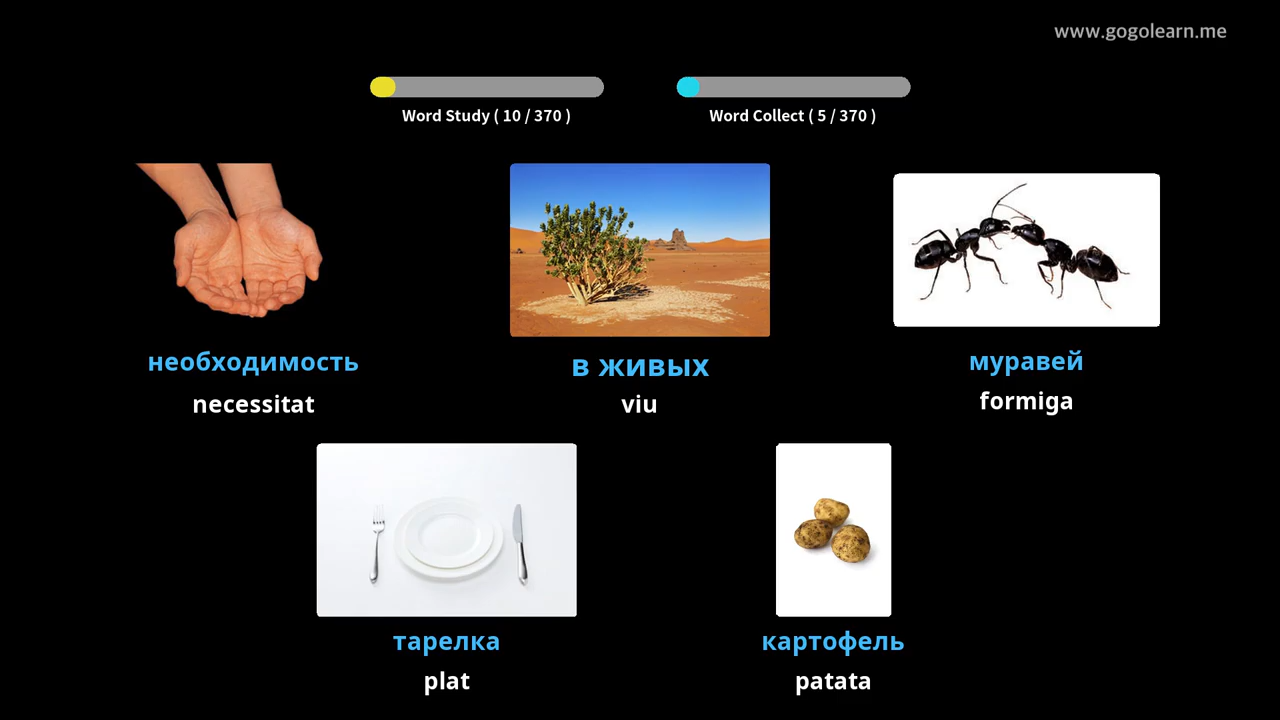 www.gogolearn.me
Word Study ( 10 / 370 )
Word Collect ( 5 / 370 )
необходимость
necessitat
в живых
viu
муравей
formiga
тарелка
plat
картофель
patata